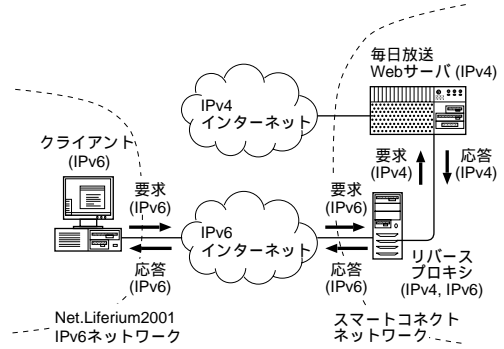 毎日放送
Webサーバ (IPv4)
IPv4
インターネット
クライアント
(IPv6)
要求
(IPv4)
応答
(IPv4)
要求
(IPv6)
要求
(IPv6)
IPv6
インターネット
応答
(IPv6)
応答
(IPv6)
リバース
プロキシ
(IPv4, IPv6)
Net.Liferium2001
IPv6ネットワーク
スマートコネクト
ネットワーク